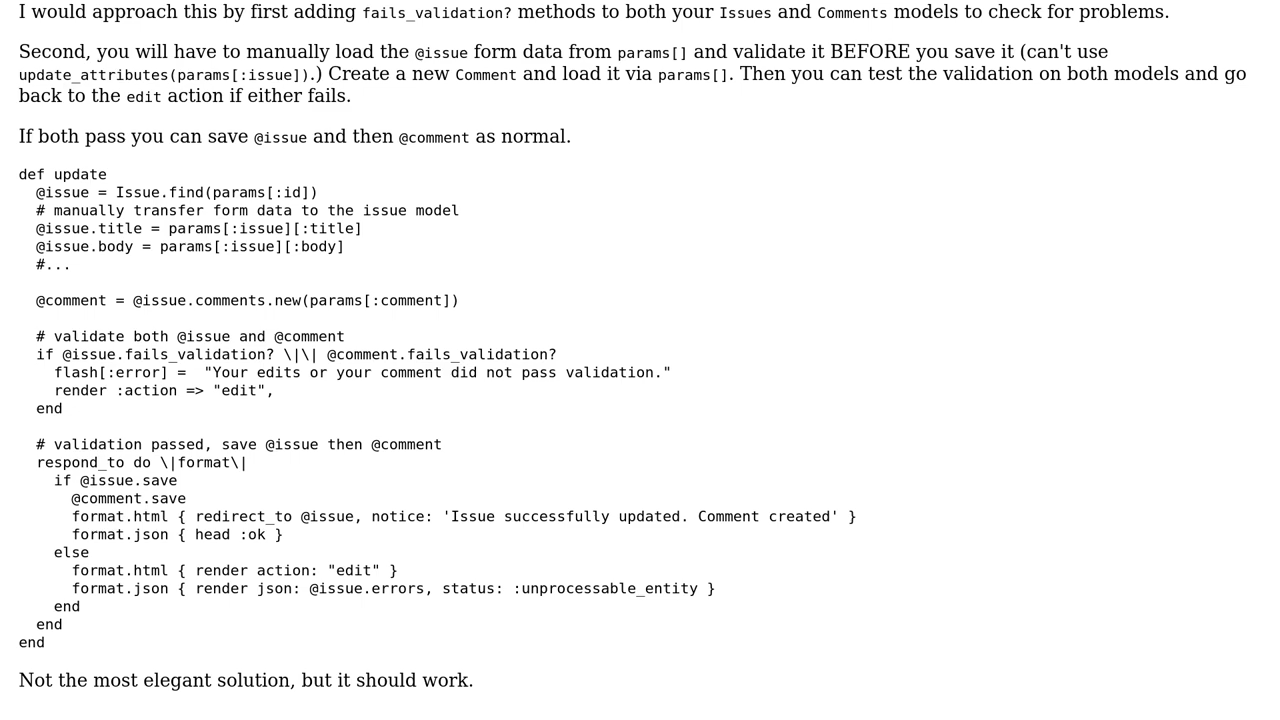 I would approach this by first adding fails_validation? methods to both your Issues and Comments models to check for problems.
Second, you will have to manually load the @issue form data from params[] and validate it BEFORE you save it (can't use
update_attributes(params[:issue]).) Create a new Comment and load it via params[]. Then you can test the validation on both models and go
back to the edit action if either fails.
If both pass you can save @issue and then @comment as normal.
def update
  @issue = Issue.find(params[:id])
  # manually transfer form data to the issue model
  @issue.title = params[:issue][:title]
  @issue.body = params[:issue][:body]
  #...
  @comment = @issue.comments.new(params[:comment])
  # validate both @issue and @comment
  if @issue.fails_validation? \|\| @comment.fails_validation?
    flash[:error] =  "Your edits or your comment did not pass validation."
    render :action => "edit",
  end
  # validation passed, save @issue then @comment
  respond_to do \|format\|
    if @issue.save
      @comment.save
      format.html { redirect_to @issue, notice: 'Issue successfully updated. Comment created' }
      format.json { head :ok }
    else
      format.html { render action: "edit" }
      format.json { render json: @issue.errors, status: :unprocessable_entity }
    end
  end
end
Not the most elegant solution, but it should work.